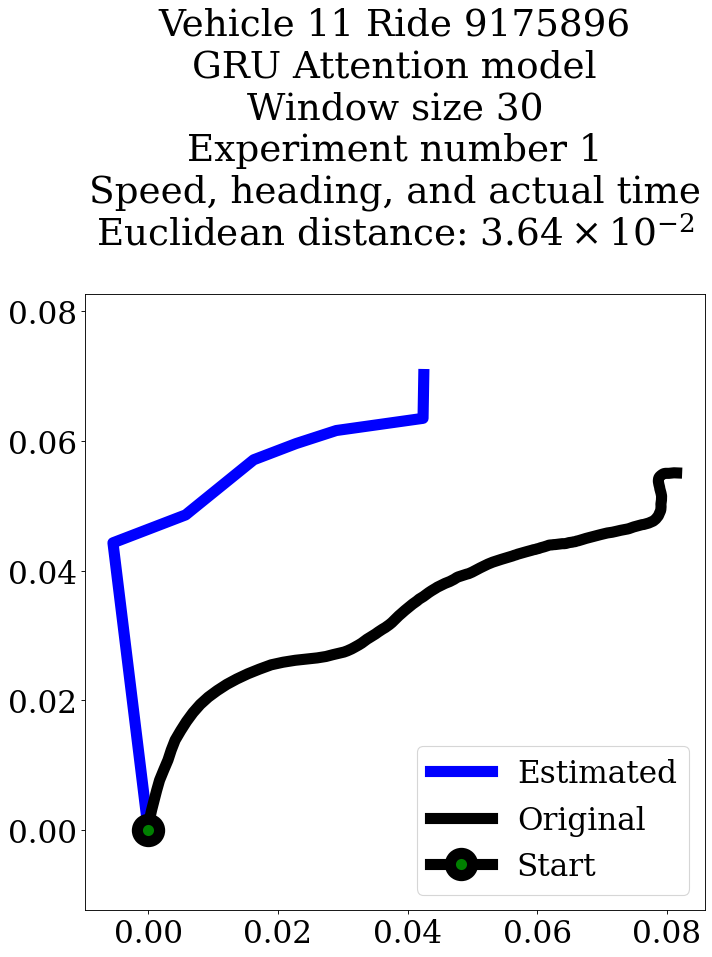 Vehicle 11 Ride 9175896
GRU Attention model
Window size 30
Experiment number 1
Speed, heading, and actual time
Euclidean distance: 3.64 × 10⁻²
0.08
0.06
0.04
0.02
0.00
Estimated
Original
Start
0.00 0.02 0.04 0.06 0.08